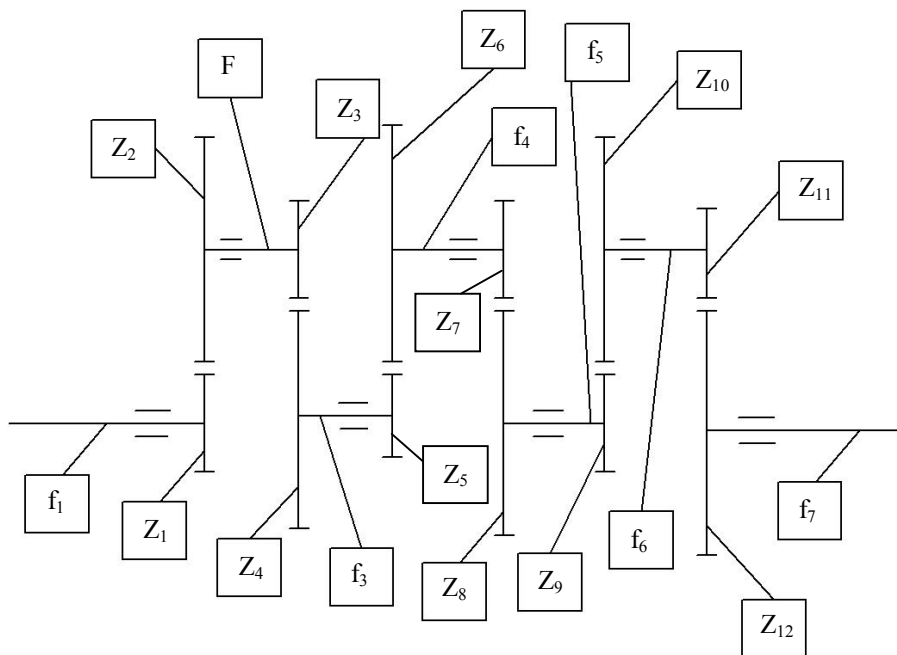 F
Z₆
f₅
Z₁₀
Z₃
f₄
Z₂
Z₁₁
Z₇
Z₅
f₁
Z₁
f₇
Z₄
f₃
Z₈
Z₉
f₆
Z₁₂